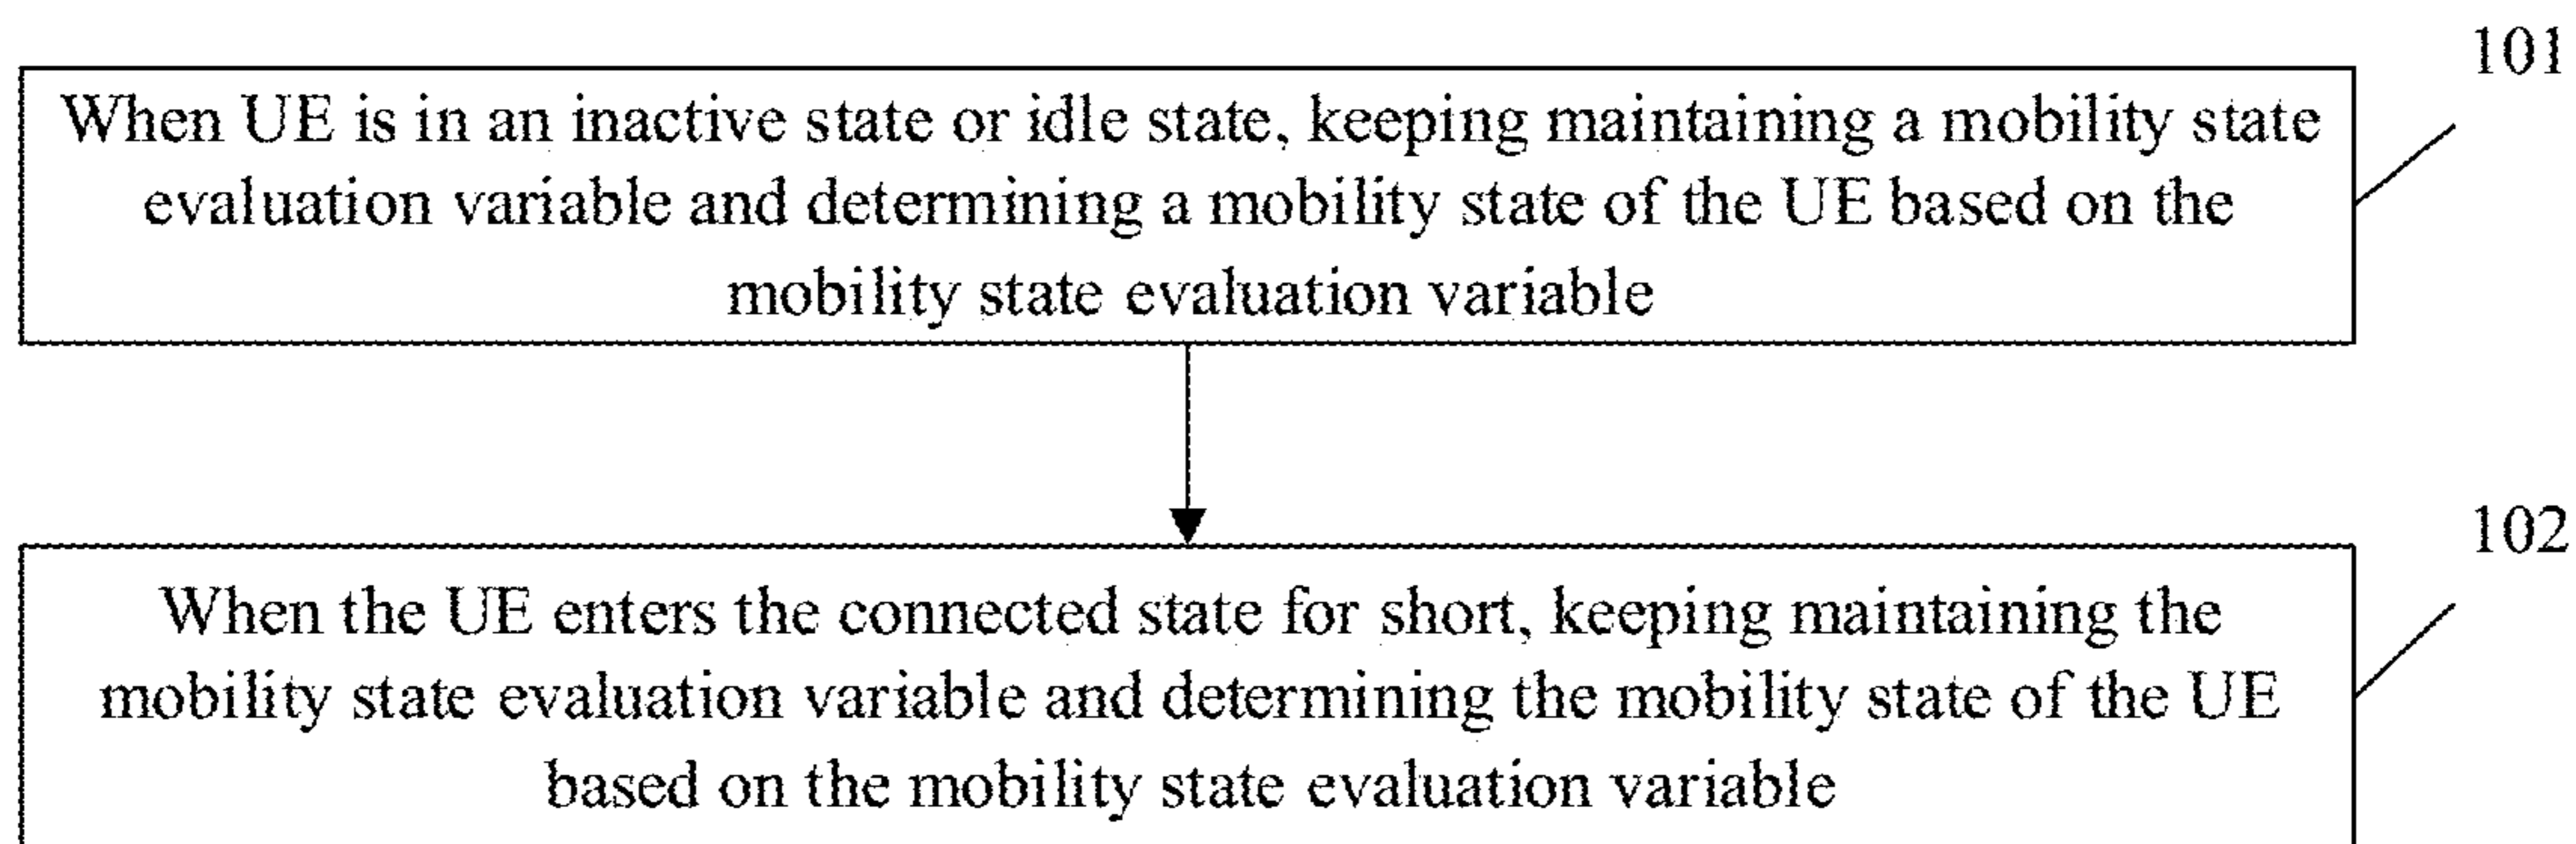 101
When UE is in an inactive state or idle state, keeping maintaining a mobility state
evaluation variable and determining a mobility state of the UE based on the
mobility state evaluation variable
102
When the UE enters the connected state for short, keeping maintaining the
mobility state evaluation variable and determining the mobility state of the UE
based on the mobility state evaluation variable